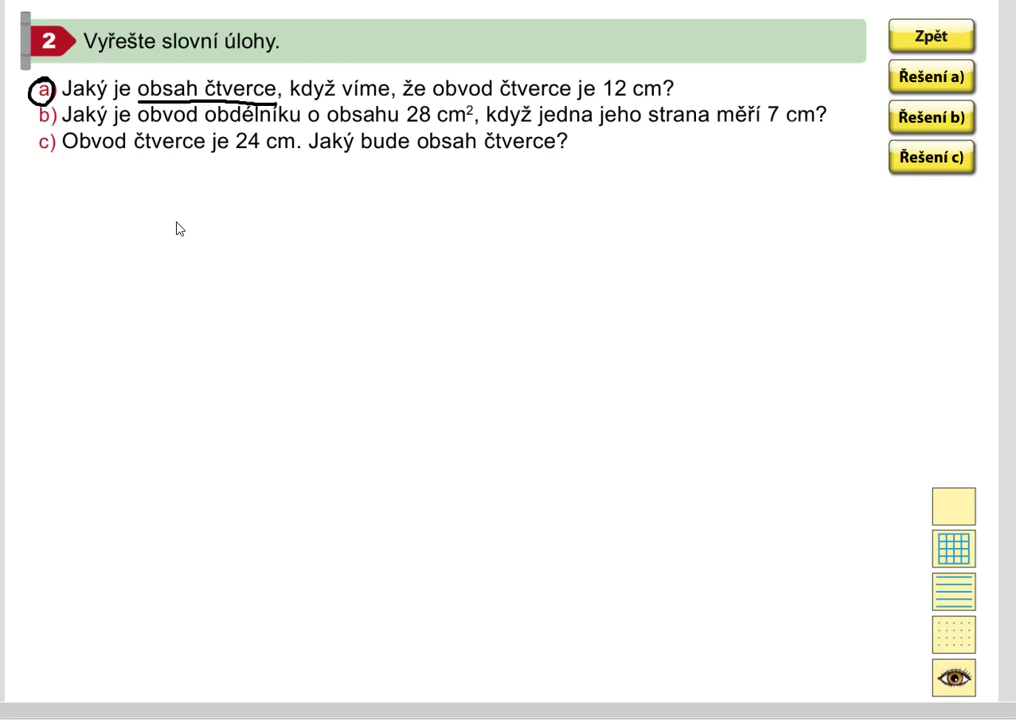 2 Vyřešte slovní úlohy.
a) Jaký je obsah čtverce, když víme, že obvod čtverce je 12 cm?
b) Jaký je obvod obdélníku o obsahu 28 cm², když jedna jeho strana měří 7 cm?
c) Obvod čtverce je 24 cm. Jaký bude obsah čtverce?
Zpět
Řešení a)
Řešení b)
Řešení c)